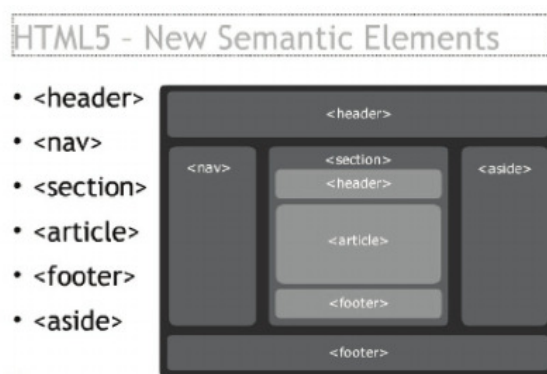 HTML5 – New Semantic Elements
• <header>
• <nav>
• <section>
• <article>
• <footer>
• <aside>
<header>
<nav>
<section>
<header>
<article>
<footer>
<aside>
<footer>